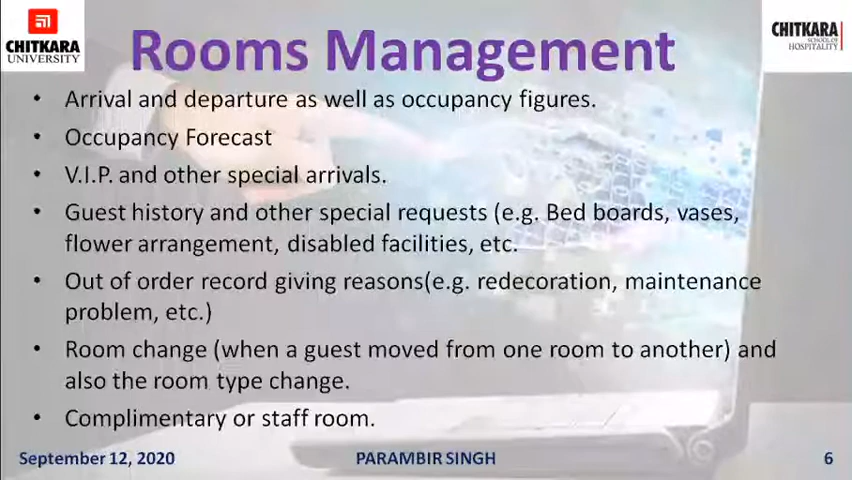 CHITKARA
UNIVERSITY
Rooms Management
CHITKARA
SCHOOL OF
HOSPITALITY
• Arrival and departure as well as occupancy figures.
• Occupancy Forecast
• V.I.P. and other special arrivals.
• Guest history and other special requests (e.g. Bed boards, vases,
flower arrangement, disabled facilities, etc.
• Out of order record giving reasons(e.g. redecoration, maintenance
problem, etc.)
• Room change (when a guest moved from one room to another) and
also the room type change.
• Complimentary or staff room.
September 12, 2020
PARAMBIR SINGH
6